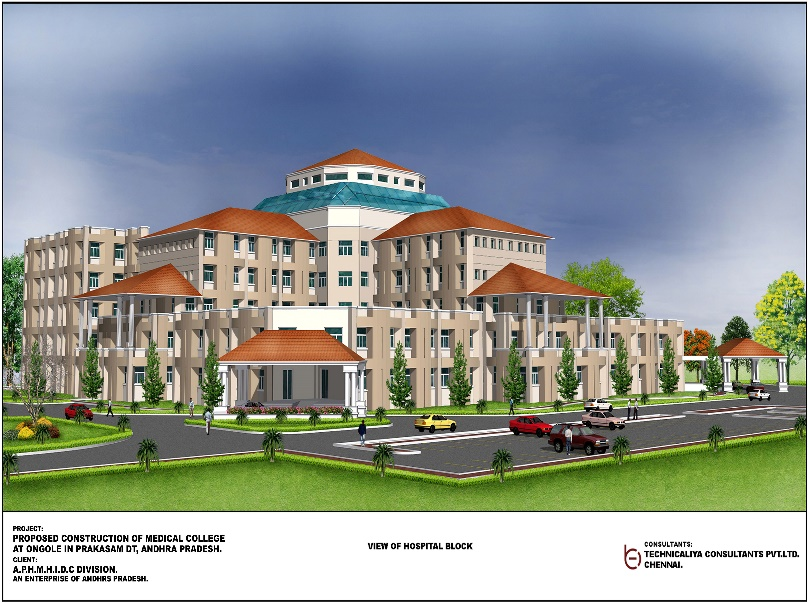 PROJECT:
PROPOSED CONSTRUCTION OF MEDICAL COLLEGE
AT ONGOLE IN PRAKASAM DT, ANDHRA PRADESH.
CLIENT:
A.P.H.M.H.I.D.C DIVISION.
AN ENTERPRISE OF ANDHRS PRADESH.
VIEW OF HOSPITAL BLOCK
CONSULTANTS:
TECHNICALIYA CONSULTANTS PVT.LTD.
CHENNAI.